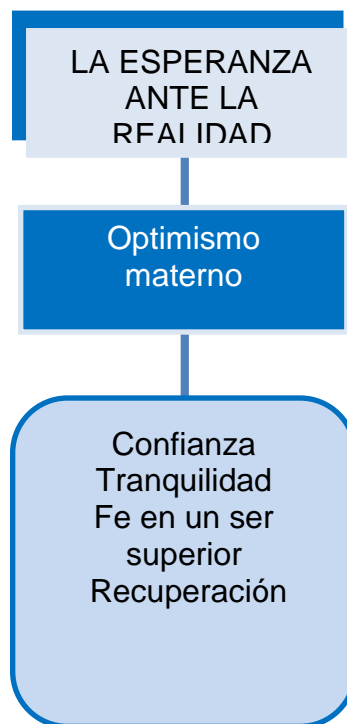 LA ESPERANZA
ANTE LA
REALIDAD
Optimismo
materno
Confianza
Tranquilidad
Fe en un ser
superior
Recuperación